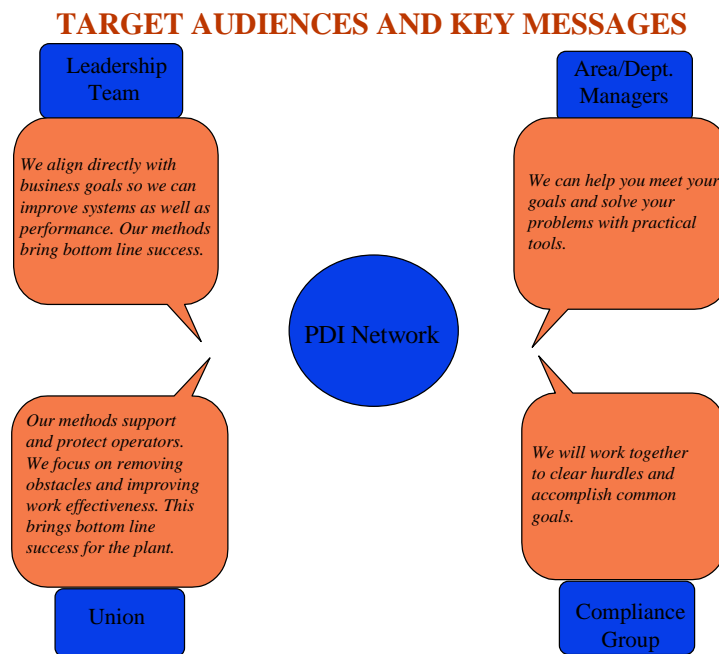 TARGET AUDIENCES AND KEY MESSAGES
Leadership
Team
We align directly with
business goals so we can
improve systems as well as
performance. Our methods
bring bottom line success.
Area/Dept.
Managers
We can help you meet your
goals and solve your
problems with practical
tools.
PDI Network
Our methods support
and protect operators.
We focus on removing
obstacles and improving
work effectiveness. This
brings bottom line
success for the plant.
Union
We will work together
to clear hurdles and
accomplish common
goals.
Compliance
Group